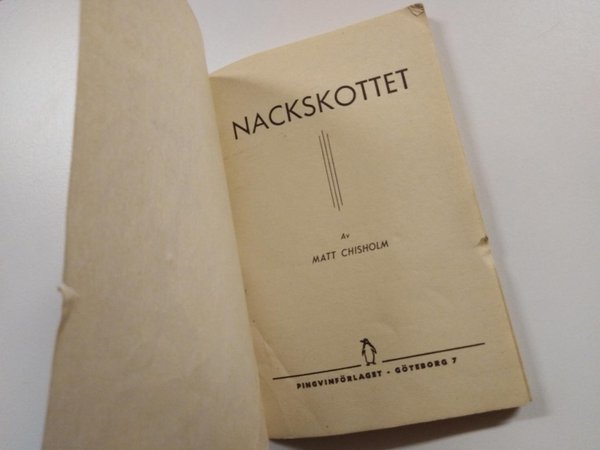 NACKSKOTTET
Av
MATT CHISHOLM
PINGVINFÖRLAGET - GÖTEBORG 7